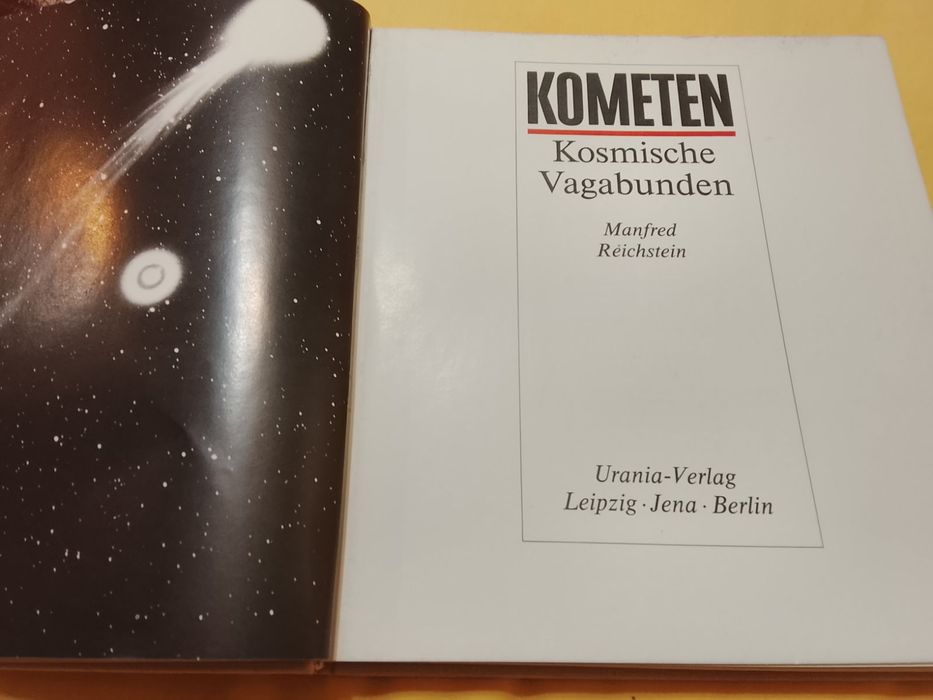 KOMETEN
Kosmische
Vagabunden
Manfred
Reichstein
Urania-Verlag
Leipzig · Jena · Berlin